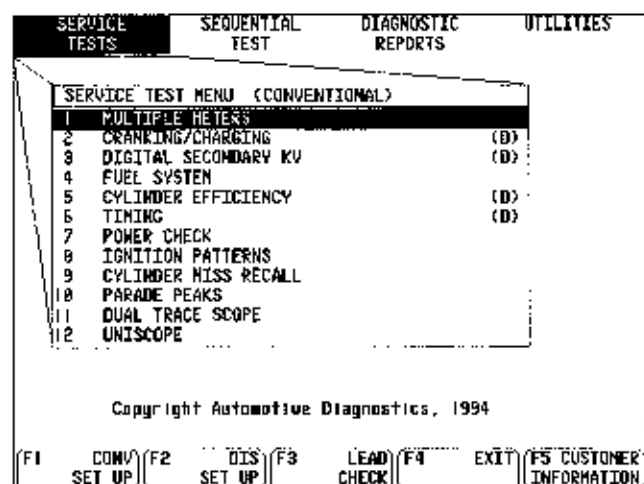 SERVICE TESTS
SEQUENTIAL TEST
DIAGNOSTIC REPORTS
UTILITIES
SERVICE TEST MENU (CONVENTIONAL)
1 MULTIPLE METERS
2 CRANKING/CHARGING (D)
3 DIGITAL SECONDARY KV (D)
4 FUEL SYSTEM
5 CYLINDER EFFICIENCY (D)
6 TIMING (D)
7 POWER CHECK
8 IGNITION PATTERNS
9 CYLINDER MISS RECALL
10 PARADE PEAKS
11 DUAL TRACE SCOPE
12 UNISCOPE
Copyright Automotive Diagnostics, 1994
F1 CONV SET UP
F2 DIS SET UP
F3 LEAD CHECK
F4 EXIT
F5 CUSTOMER INFORMATION